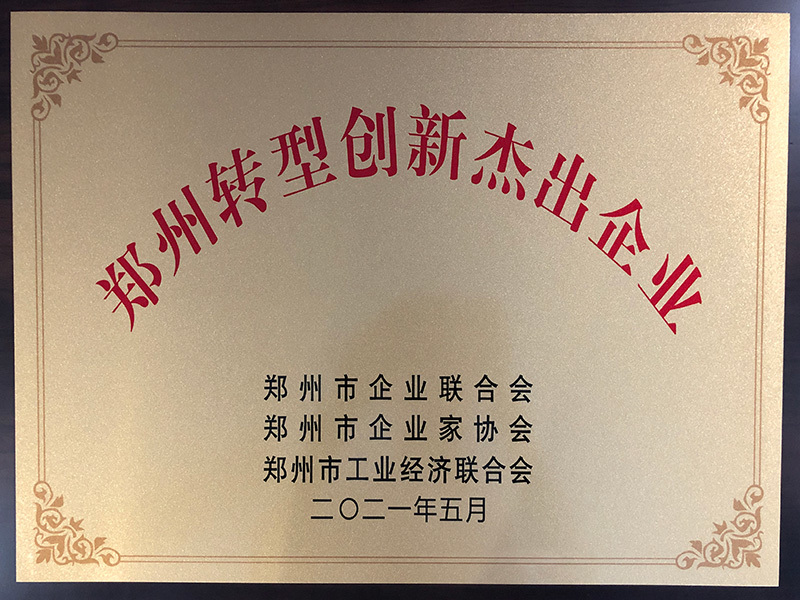 郑州转型创新杰出企业
郑州市企业联合会
郑州市企业家协会
郑州市工业经济联合会
二〇二一年五月